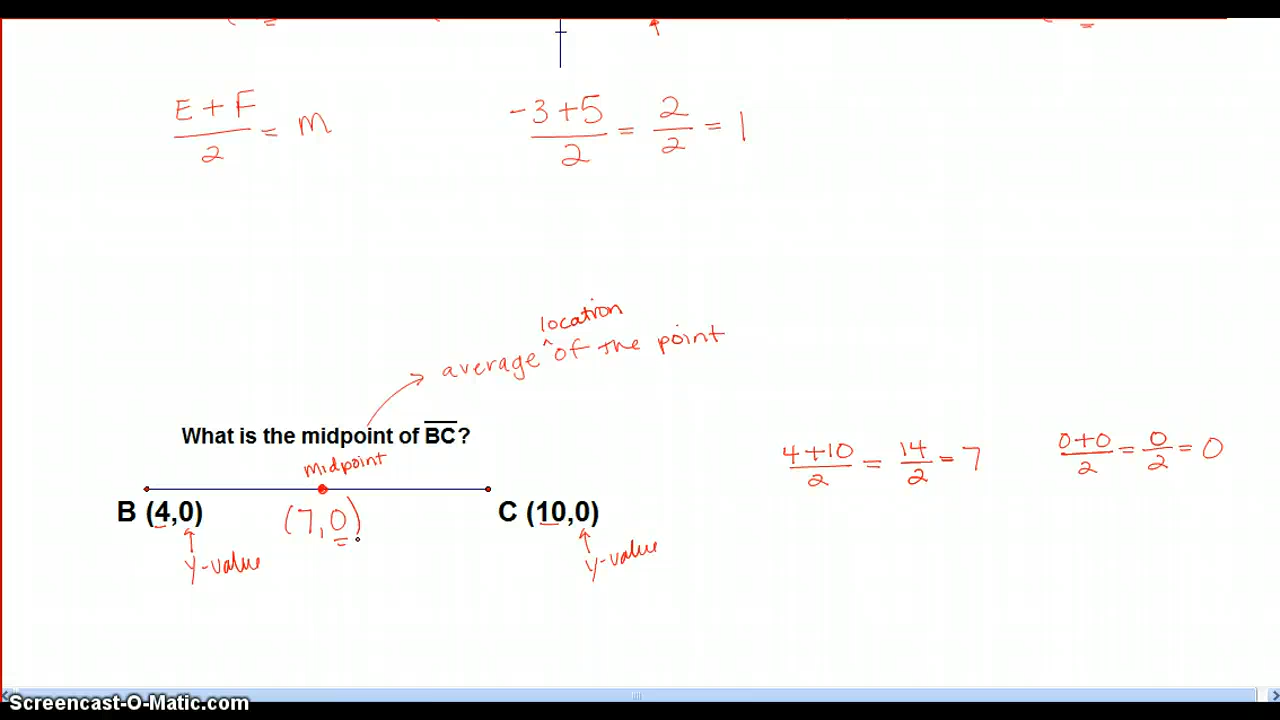 E + F / 2 = m
-3 + 5 / 2 = 2 / 2 = 1
location
average ^ of the point
What is the midpoint of BC?
midpoint
4 + 10 / 2 = 14 / 2 = 7
0 + 0 / 2 = 0 / 2 = 0
B (4,0)
(7,0)
C (10,0)
y-value
y-value
Screencast-O-Matic.com